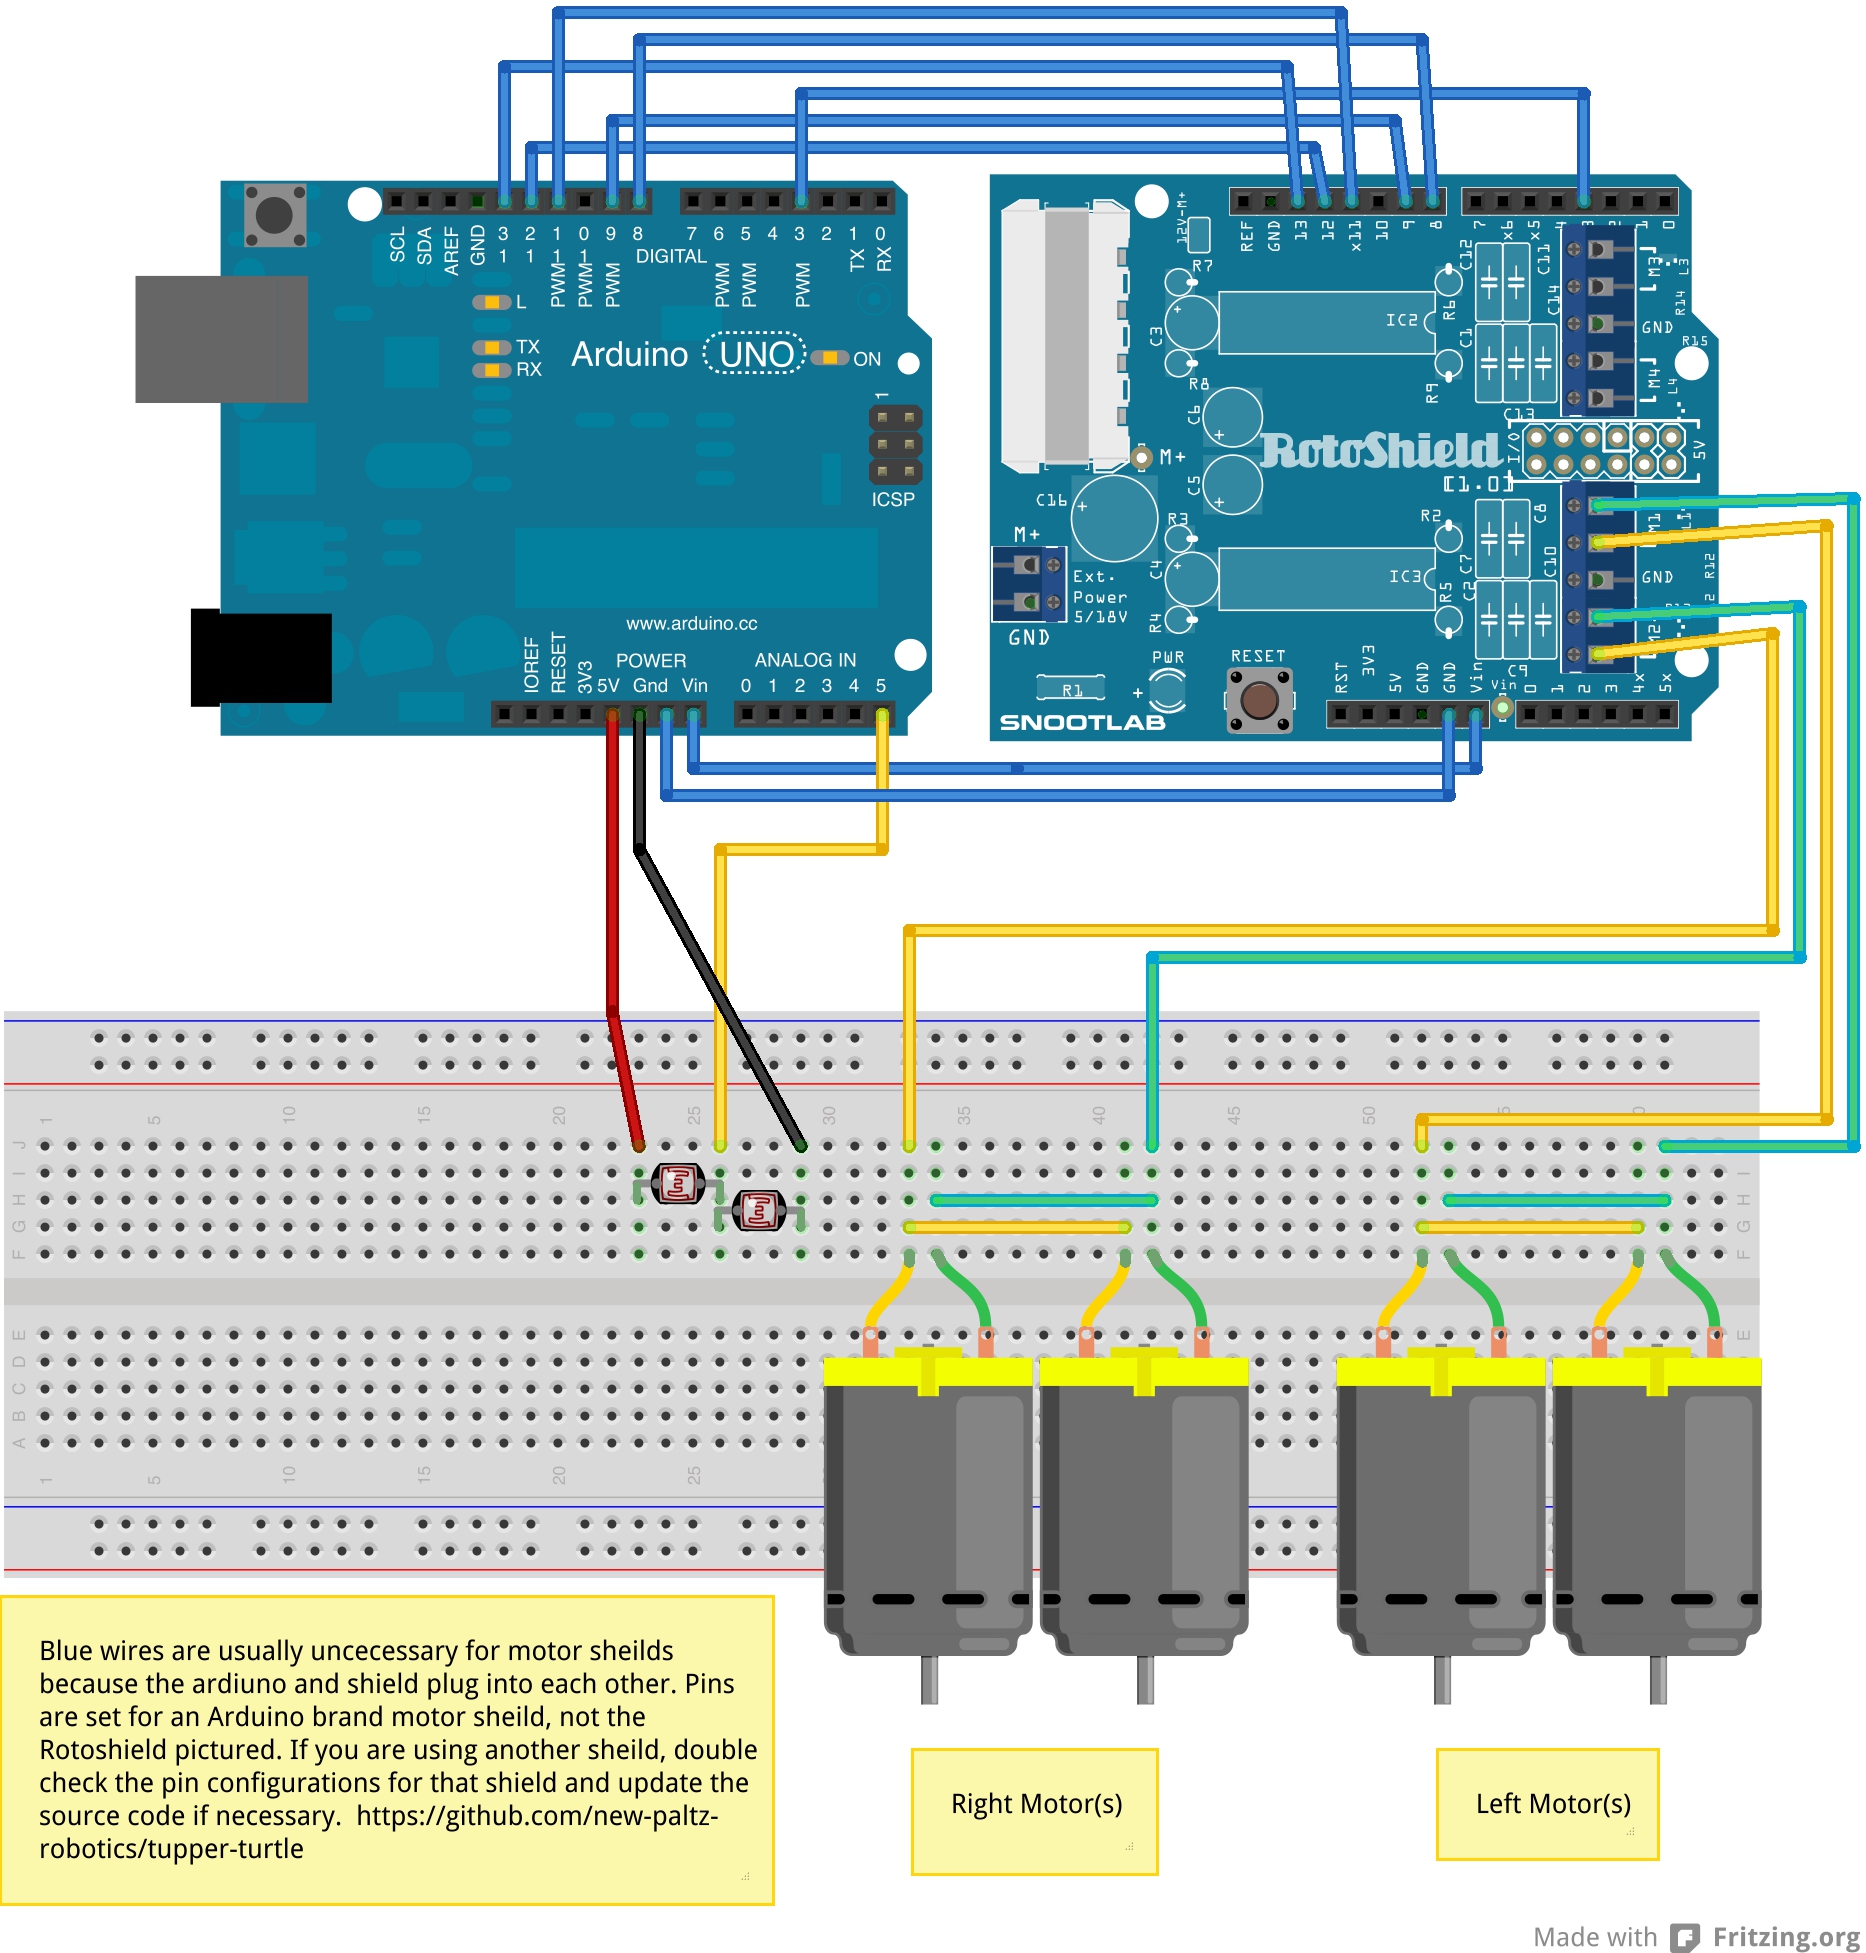 SCL
SDA
AREF
GND
13
12
11
10
9
8
7
6
5
4
3
2
1
0
DIGITAL
PWM
PWM
PWM
PWM
PWM
PWM
TX
RX
L
TX
RX
Arduino UNO
ON
1
ICSP
www.arduino.cc
IOREF
RESET
3V3
POWER
5V Gnd Vin
ANALOG IN
0 1 2 3 4 5
12V-M+
REF
GND
13
12
x11
10
9
8
7
x6
x5
4
1
0
R7
C3
R8
C6
C5
IC2
R6
C1
R9
C12
C11
C14
C13
M3
L3
R14
GND
R15
M4
L4
M+
RotoShield
[1.0]
I/O
5V
C16
M+
Ext.
Power
5/18V
GND
R3
C4
R4
IC3
R2
R5
C7
C8
C10
C9
M1
L1
R12
GND
M2
R1
PWR
+
RESET
SNOOTLAB
RST
3V3
5V
GND
GND
Vin
Vin
0
1
2
3
4x
5x
1 5 10 15 20 25 30 35 40 45 50
J
I
H
G
F
E
D
C
B
A
J
I
H
G
F
E
1 5 10 15 20 25
Blue wires are usually uncecessary for motor sheilds
because the ardiuno and shield plug into each other. Pins
are set for an Arduino brand motor sheild, not the
Rotoshield pictured. If you are using another sheild, double
check the pin configurations for that shield and update the
source code if necessary.  https://github.com/new-paltz-
robotics/tupper-turtle
Right Motor(s)
Left Motor(s)
Made with Fritzing.org